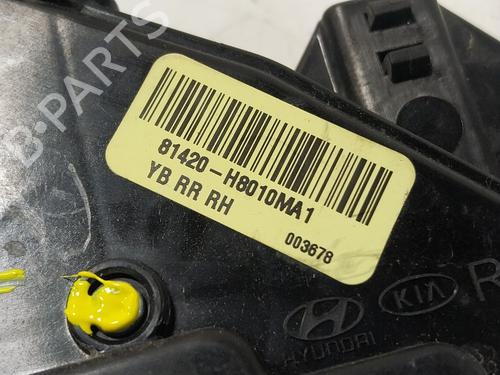 B-PARTS
81420-H8010MA1
YB RR RH
003678
HYUNDAI
KIA
R